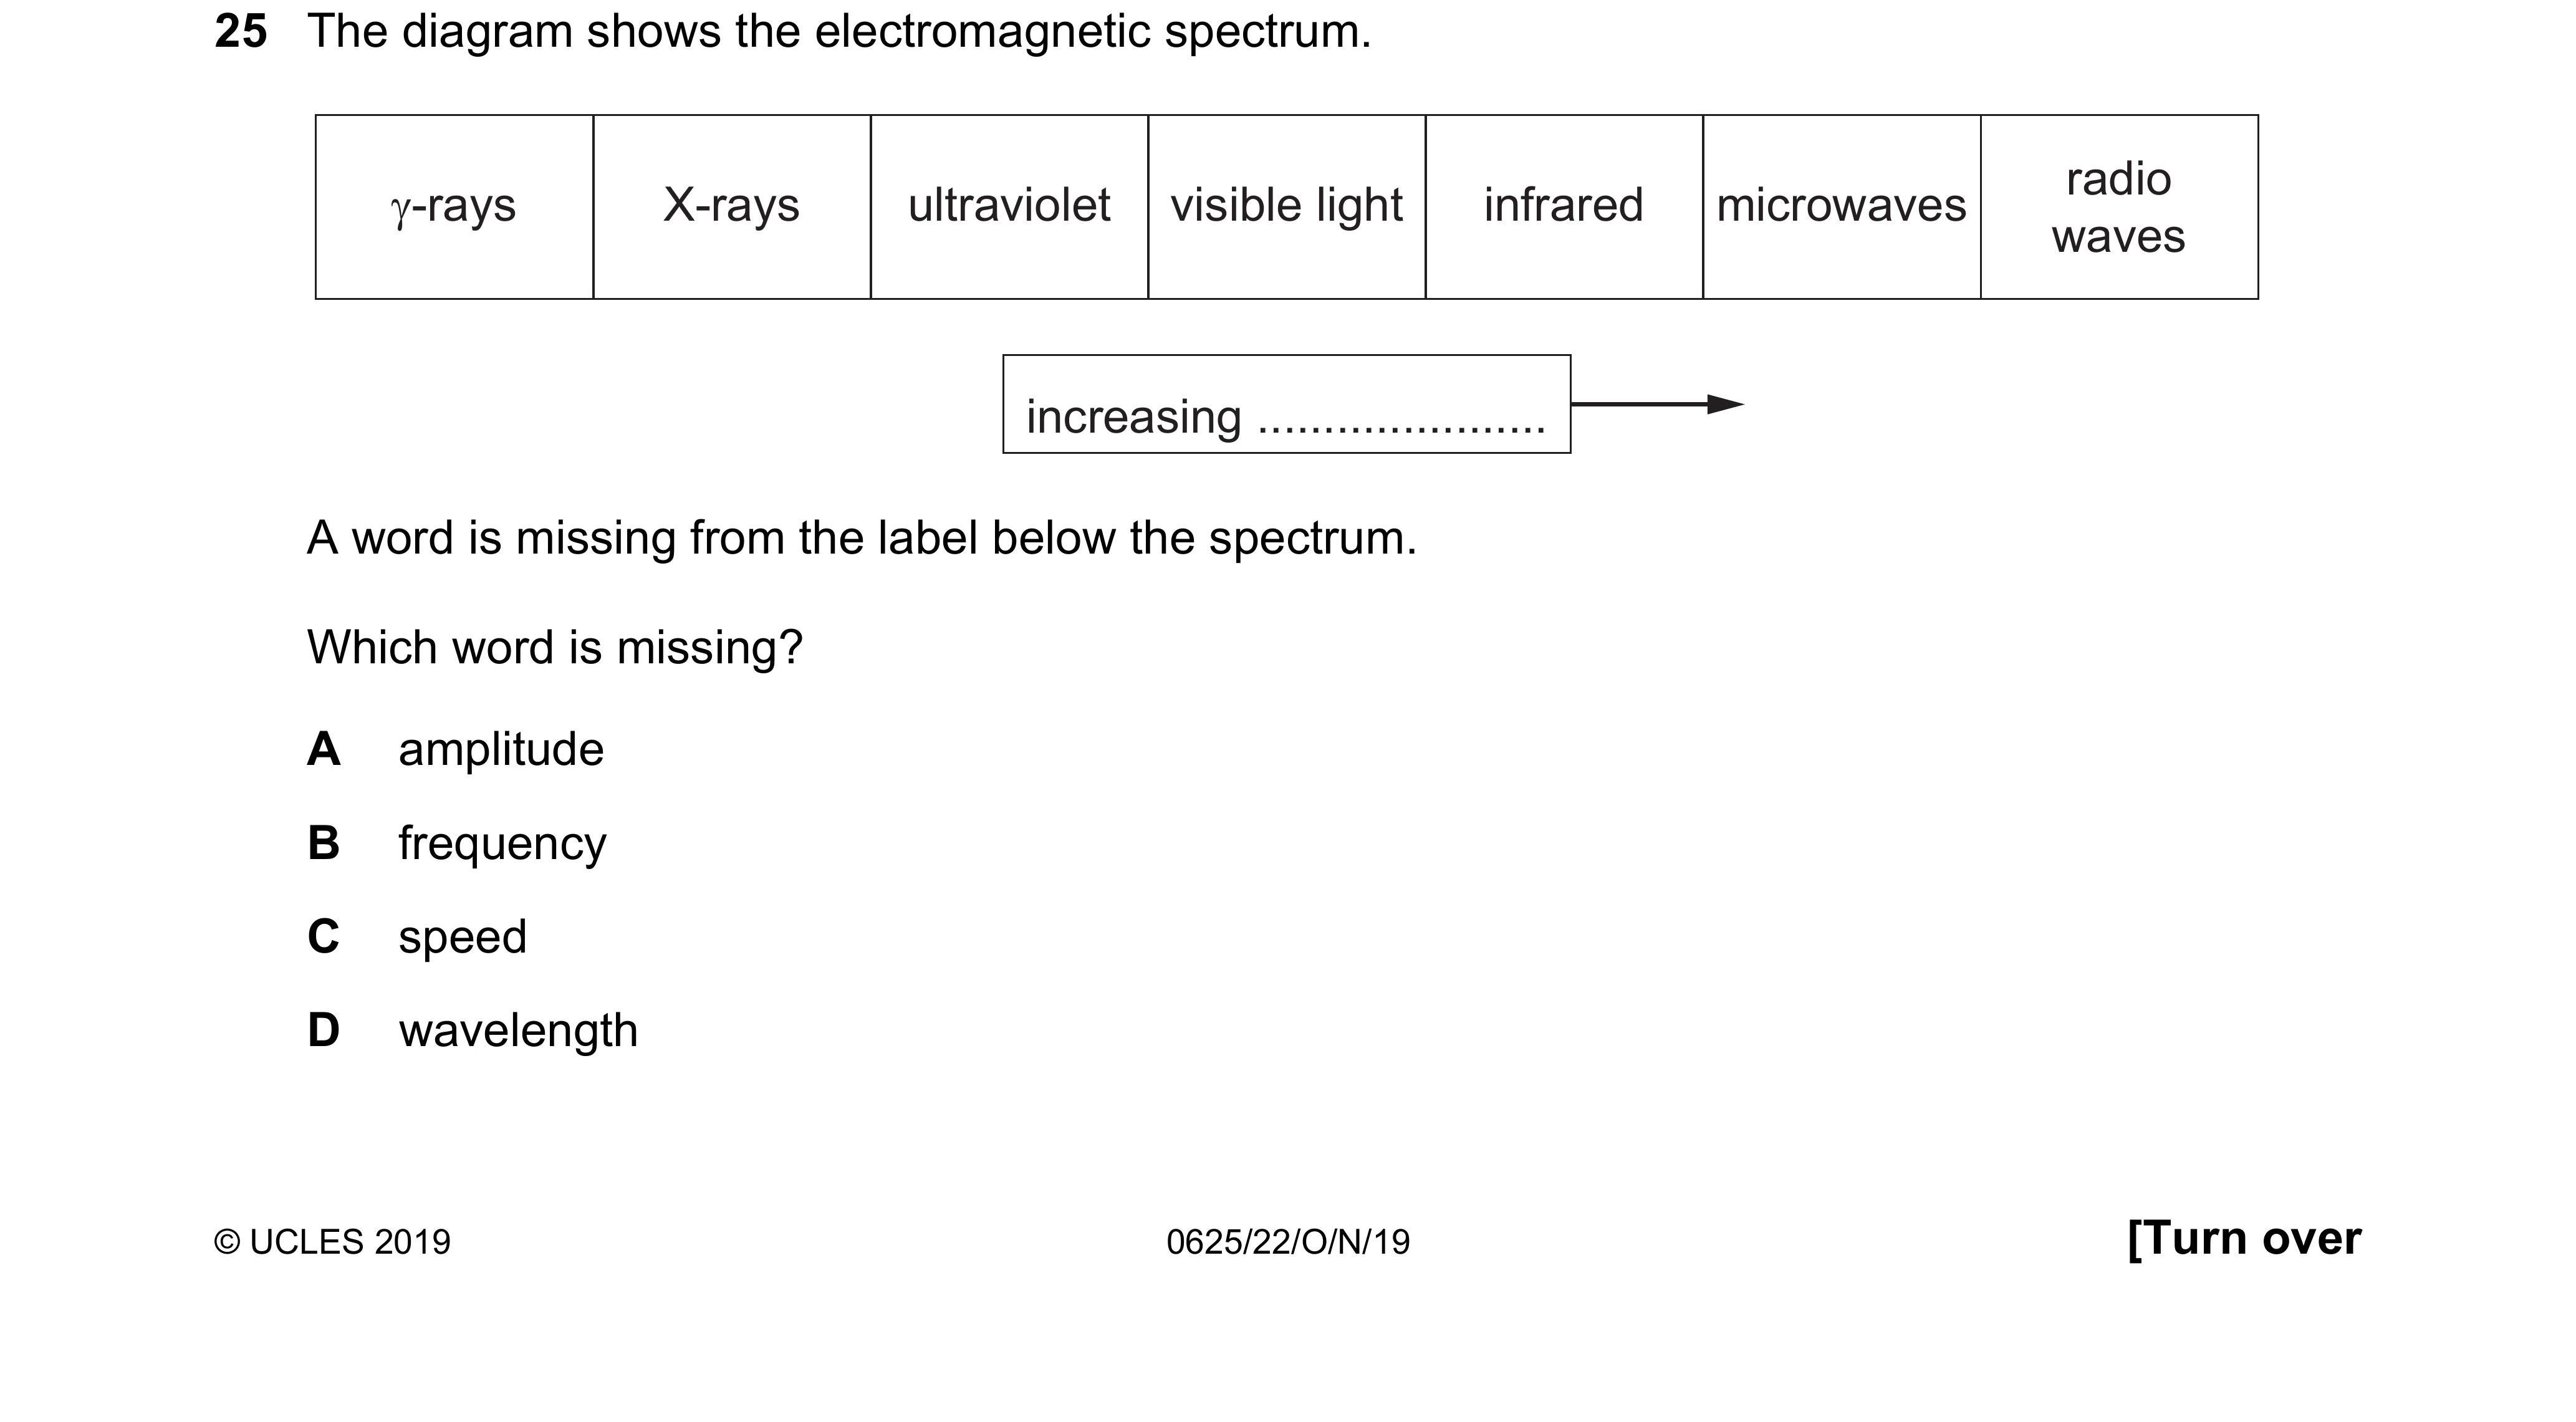 25 The diagram shows the electromagnetic spectrum.
γ-rays X-rays ultraviolet visible light infrared microwaves radio waves
increasing ......................
A word is missing from the label below the spectrum.
Which word is missing?
A amplitude
B frequency
C speed
D wavelength
© UCLES 2019 0625/22/O/N/19 [Turn over